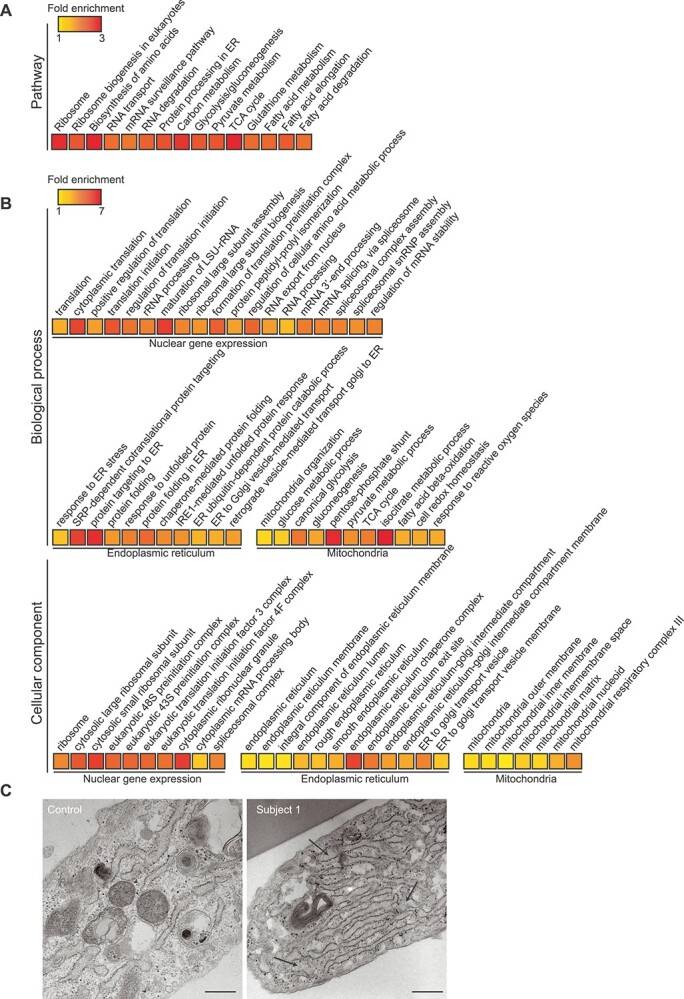 A
Fold enrichment
1
3
Pathway
Ribosome
Ribosome biogenesis in eukaryotes
Biosynthesis of amino acids
RNA transport
mRNA surveillance pathway
RNA degradation
Protein processing in ER
Carbon metabolism
Glycolysis/gluconeogenesis
Pyruvate metabolism
TCA cycle
Glutathione metabolism
Fatty acid metabolism
Fatty acid elongation
Fatty acid degradation
B
Fold enrichment
1
7
Biological process
translation
cytoplasmic translation
positive regulation of translation
translation initiation
regulation of translation initiation
rRNA processing
maturation of LSU-rRNA
ribosomal large subunit assembly
ribosomal large subunit biogenesis
formation of translation preinitiation complex
protein peptidyl-prolyl isomerization
regulation of cellular amino acid metabolic process
RNA export from nucleus
RNA processing
mRNA 3'-end processing
mRNA splicing, via spliceosome
spliceosomal complex assembly
spliceosomal snRNP assembly
regulation of mRNA stability
Nuclear gene expression
response to ER stress
SRP-dependent cotranslational protein targeting
protein targeting to ER
protein folding
response to unfolded protein
protein folding in ER
chaperone-mediated protein folding
IRE1-mediated unfolded protein response
ER ubiquitin-dependent protein catabolic process
ER to Golgi vesicle-mediated transport
retrograde vesicle-mediated transport golgi to ER
Endoplasmic reticulum
mitochondrial organization
glucose metabolic process
canonical glycolysis
gluconeogenesis
pentose-phosphate shunt
pyruvate metabolic process
TCA cycle
isocitrate metabolic process
fatty acid beta-oxidation
cell redox homeostasis
response to reactive oxygen species
Mitochondria
Cellular component
ribosome
cytosolic large ribosomal subunit
cytosolic small ribosomal subunit
eukaryotic 48S preinitiation complex
eukaryotic 43S preinitiation complex
eukaryotic translation initiation factor 3 complex
eukaryotic translation initiation factor 4F complex
cytoplasmic ribonuclear granule
cytoplasmic mRNA processing body
spliceosomal complex
Nuclear gene expression
endoplasmic reticulum
endoplasmic reticulum membrane
integral component of endoplasmic reticulum membrane
endoplasmic reticulum lumen
rough endoplasmic reticulum
smooth endoplasmic reticulum
endoplasmic reticulum chaperone complex
endoplasmic reticulum exit site
endoplasmic reticulum-golgi intermediate compartment
endoplasmic reticulum-golgi intermediate compartment membrane
ER to golgi transport vesicle
ER to golgi transport vesicle membrane
Endoplasmic reticulum
mitochondria
mitochondrial outer membrane
mitochondrial inner membrane
mitochondrial intermembrane space
mitochondrial matrix
mitochondrial nucleoid
mitochondrial respiratory complex III
Mitochondria
C
Control
Subject 1